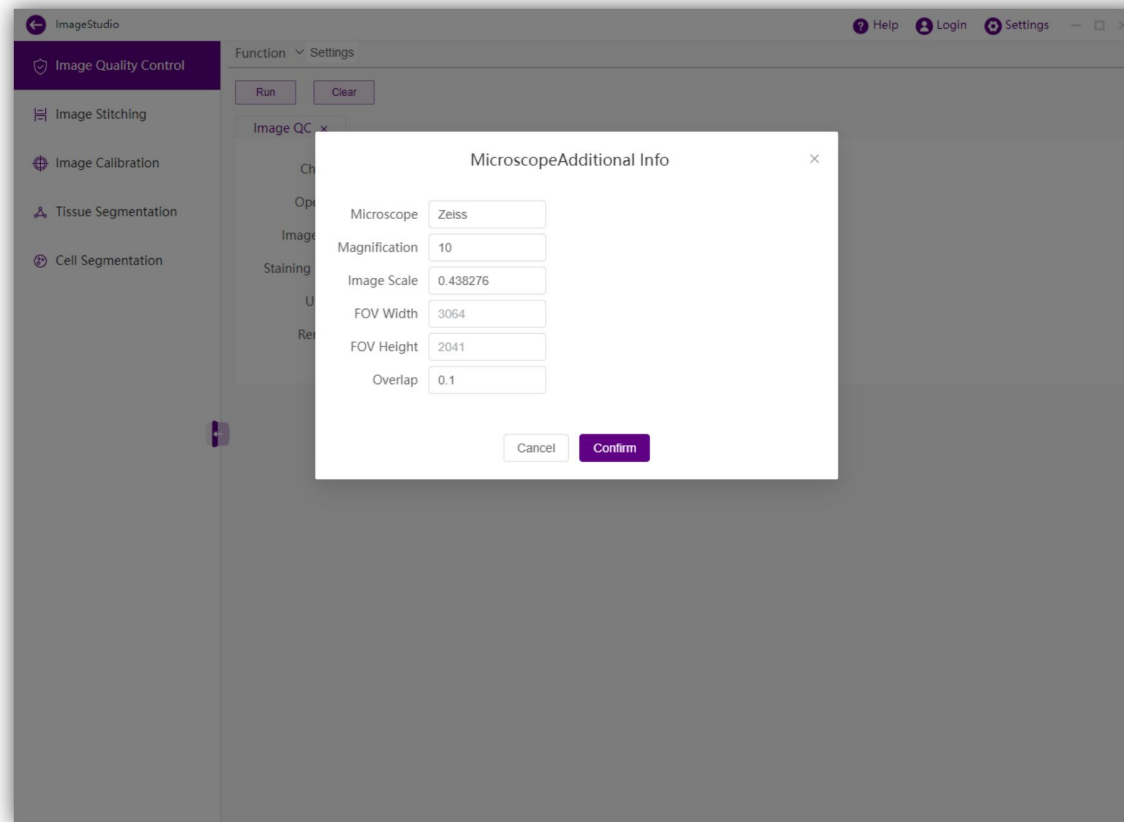 ImageStudio
Help Login Settings
Image Quality Control
Image Stitching
Image Calibration
Tissue Segmentation
Cell Segmentation
Function Settings
Run Clear
Image QC ×
Image
Staining
MicroscopeAdditional Info
Microscope Zeiss
Magnification 10
Image Scale 0.438276
FOV Width 3064
FOV Height 2041
Overlap 0.1
Cancel Confirm